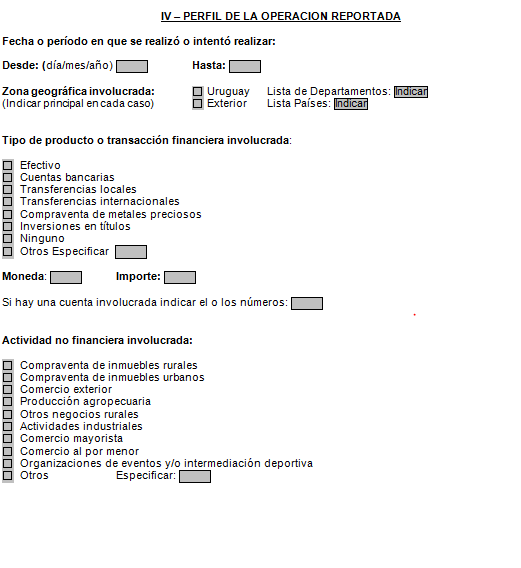 IV – PERFIL DE LA OPERACION REPORTADA
Fecha o período en que se realizó o intentó realizar:
Desde: (día/mes/año) Hasta:
Zona geográfica involucrada: Uruguay Lista de Departamentos: Indicar
(Indicar principal en cada caso) Exterior Lista Países: Indicar
Tipo de producto o transacción financiera involucrada:
Efectivo
Cuentas bancarias
Transferencias locales
Transferencias internacionales
Compraventa de metales preciosos
Inversiones en títulos
Ninguno
Otros Especificar
Moneda: Importe:
Si hay una cuenta involucrada indicar el o los números:
Actividad no financiera involucrada:
Compraventa de inmuebles rurales
Compraventa de inmuebles urbanos
Comercio exterior
Producción agropecuaria
Otros negocios rurales
Actividades industriales
Comercio mayorista
Comercio al por menor
Organizaciones de eventos y/o intermediación deportiva
Otros Especificar: